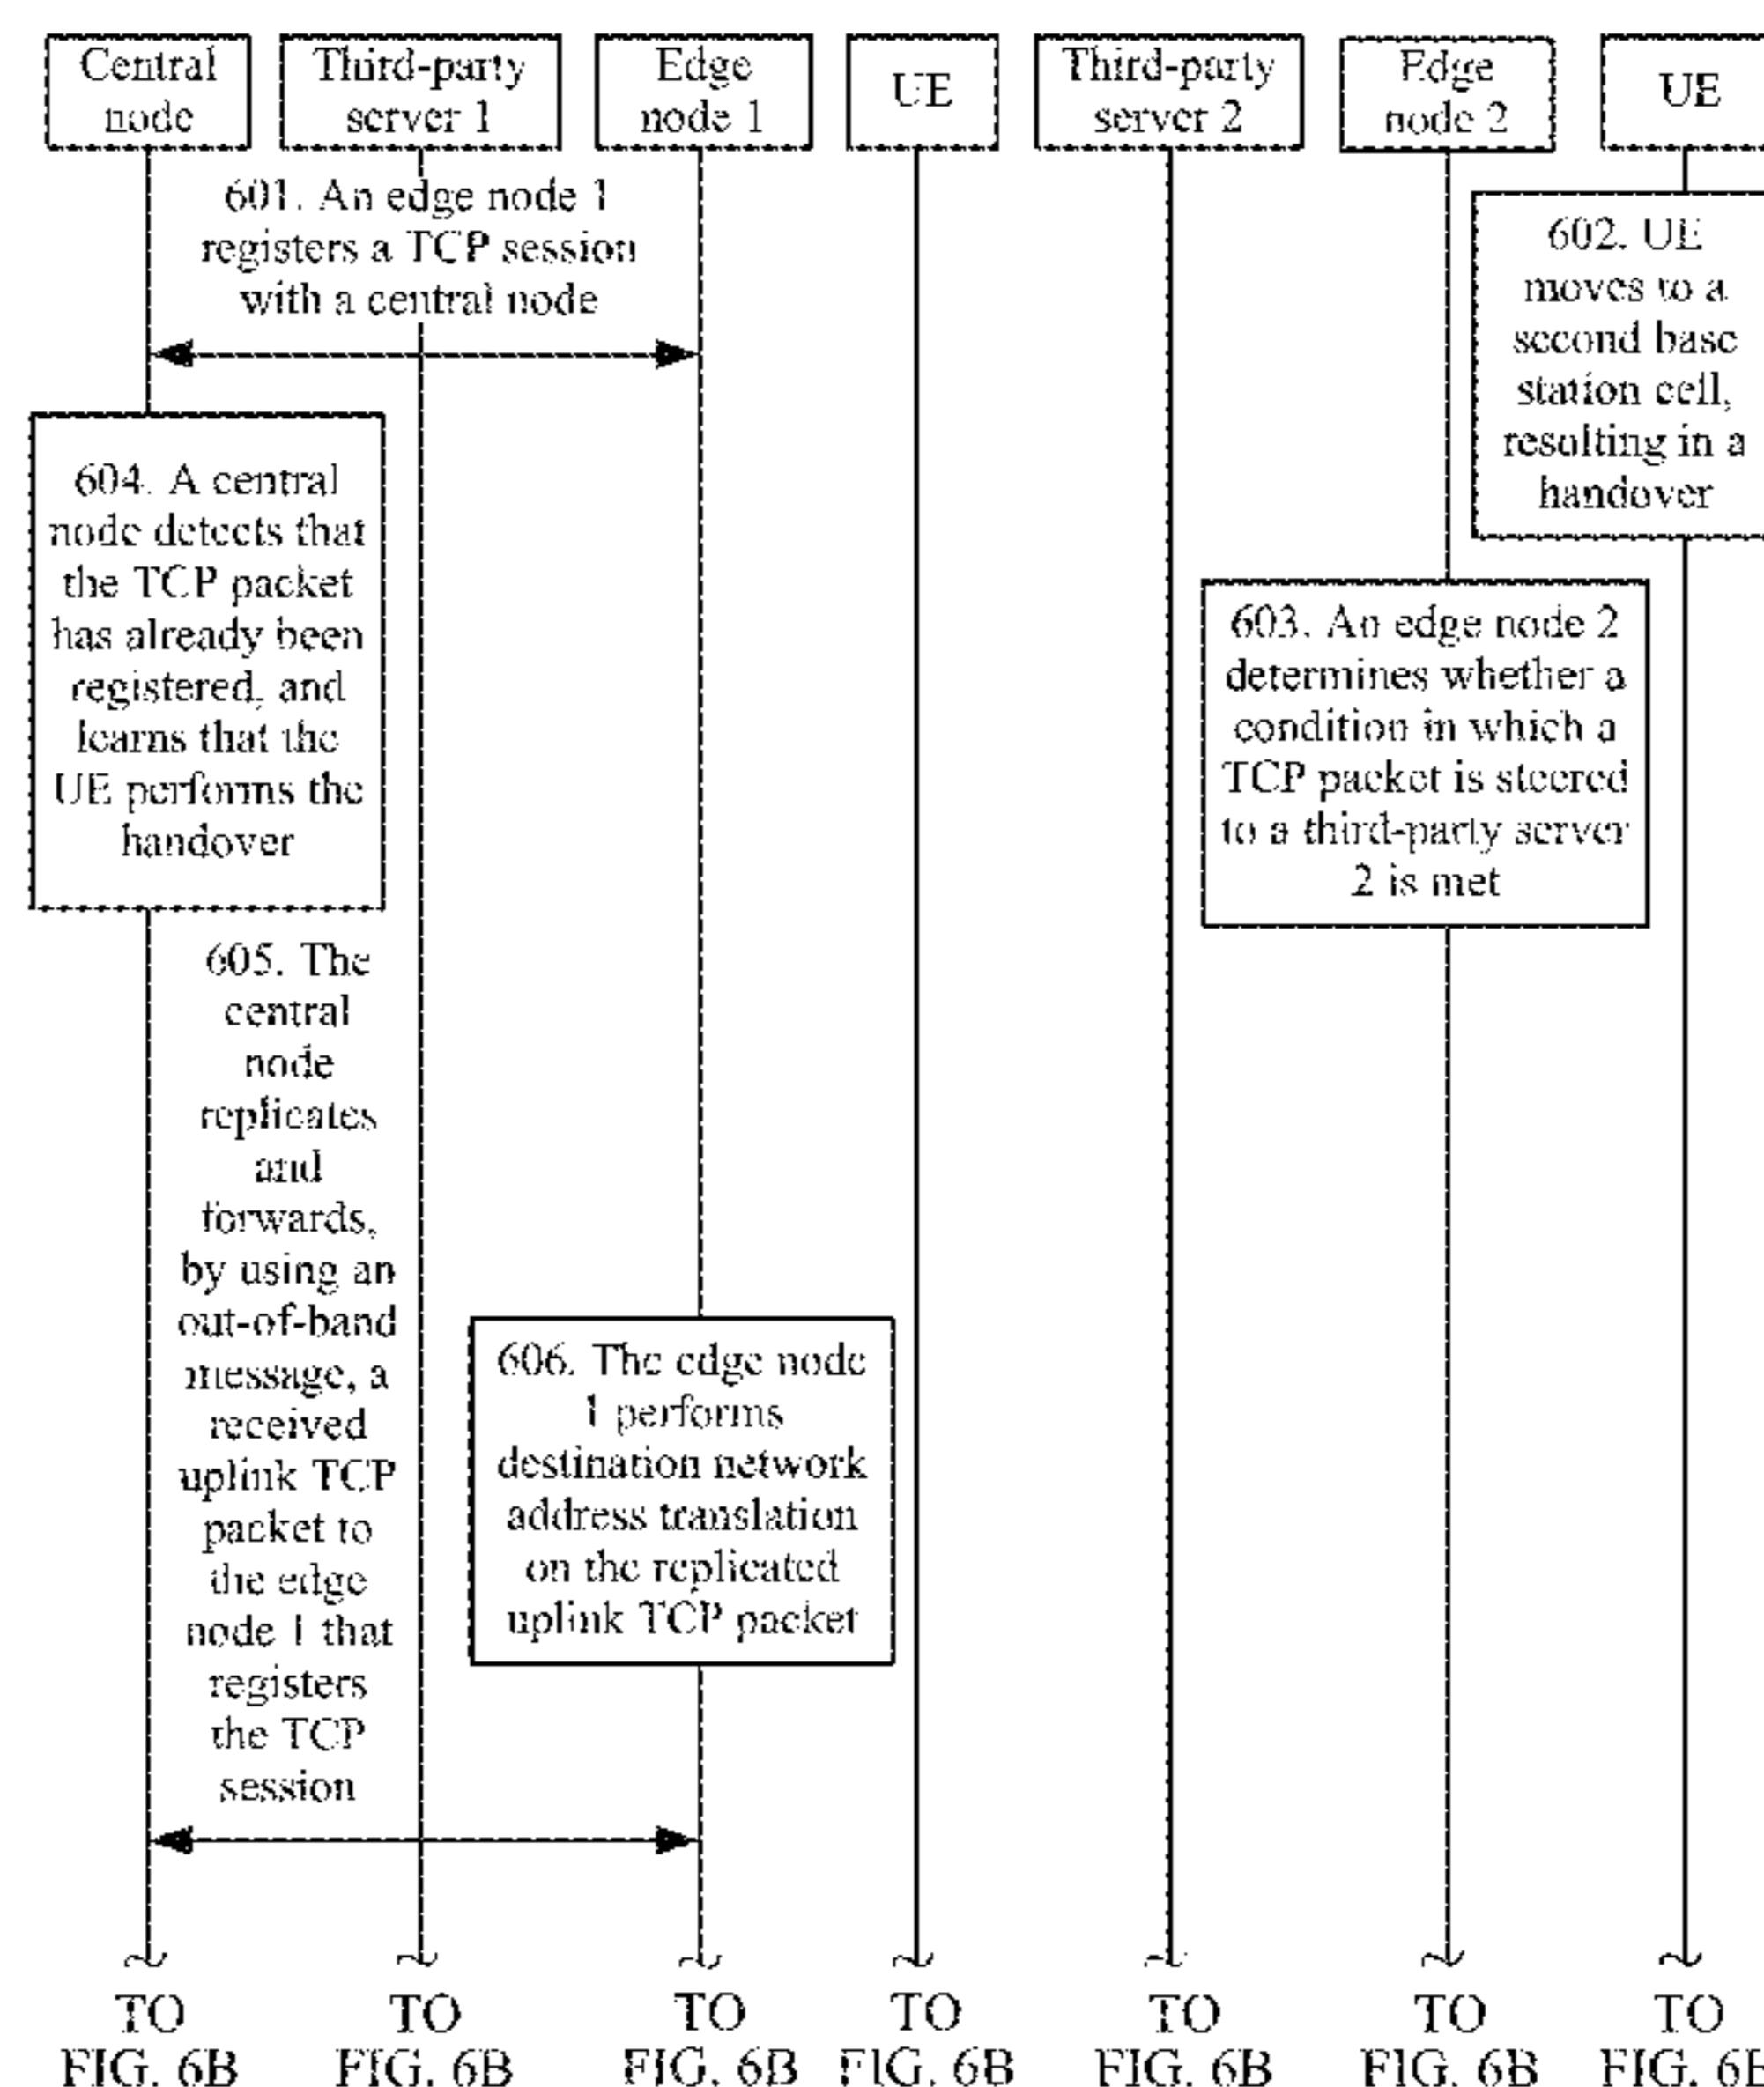 Central
node
Third-party
server 1
Edge
node 1
UE
Third-party
server 2
Edge
node 2
UE
601. An edge node 1
registers a TCP session
with a central node
602. UE
moves to a
second base
station cell,
resulting in a
handover
604. A central
node detects that
the TCP packet
has already been
registered, and
learns that the
UE performs the
handover
603. An edge node 2
determines whether a
condition in which a
TCP packet is steered
to a third-party server
2 is met
605. The
central
node
replicates
and
forwards,
by using an
out-of-band
message, a
received
uplink TCP
packet to
the edge
node 1 that
registers
the TCP
session
606. The edge node
1 performs
destination network
address translation
on the replicated
uplink TCP packet
TO
FIG. 6B
TO
FIG. 6B
TO
FIG. 6B
TO
FIG. 6B
TO
FIG. 6B
TO
FIG. 6B
TO
FIG. 6B